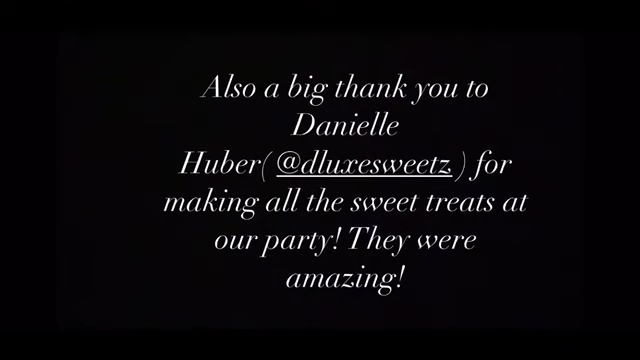 Also a big thank you to
Danielle
Huber( @dluxesweetz ) for
making all the sweet treats at
our party! They were
amazing!